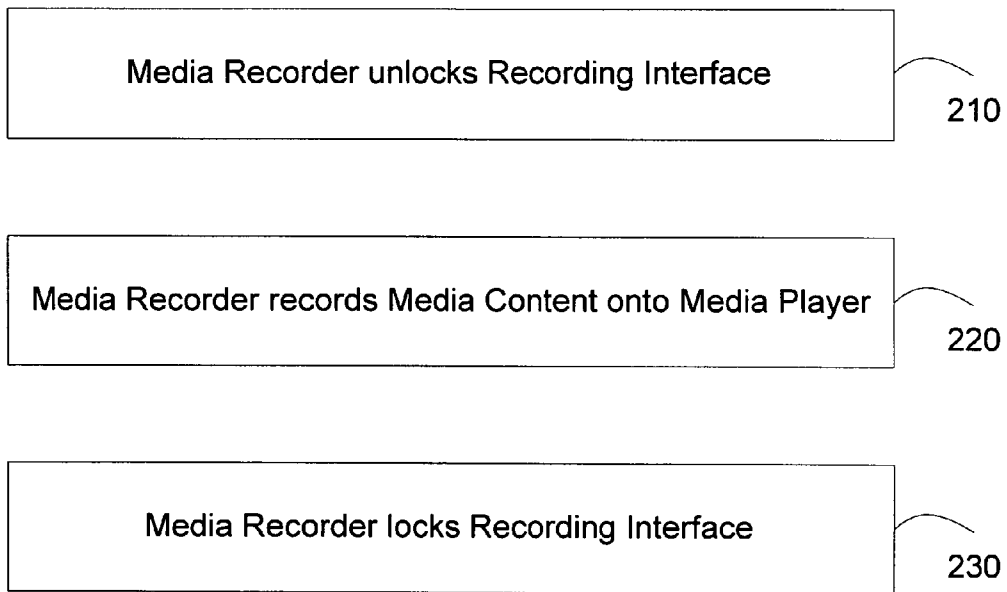 Media Recorder unlocks Recording Interface
210
Media Recorder records Media Content onto Media Player
220
Media Recorder locks Recording Interface
230